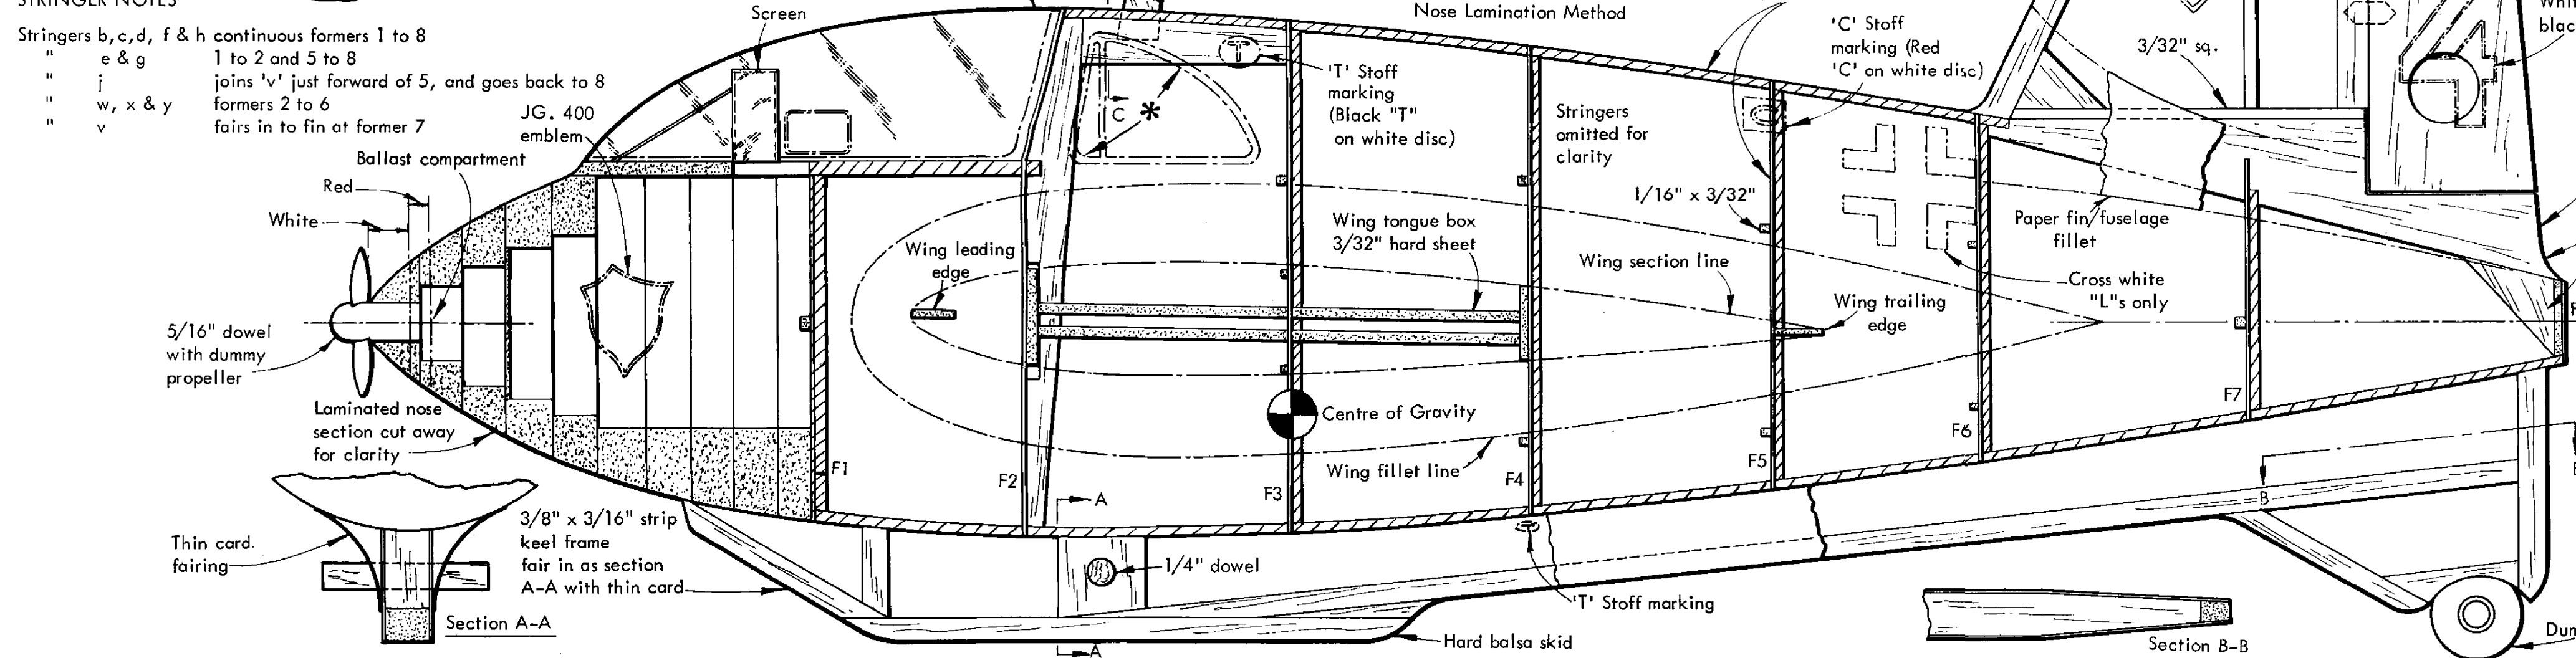 STRINGER NOTES
Stringers b,c,d, f & h continuous formers 1 to 8
" e & g 1 to 2 and 5 to 8
" j joins 'v' just forward of 5, and goes back to 8
" w, x & y formers 2 to 6
" v fairs in to fin at former 7
Screen
Nose Lamination Method
'C' Stoff
marking (Red
'C' on white disc)
3/32" sq.
4
JG. 400
emblem
Ballast compartment
Red
White
T
'T' Stoff
marking
(Black "T"
on white disc)
C *
Stringers
omitted for
clarity
C
1/16" x 3/32"
Wing leading
edge
Wing tongue box
3/32" hard sheet
Wing section line
Paper fin/fuselage
fillet
Cross white
"L"s only
Wing trailing
edge
5/16" dowel
with dummy
propeller
Laminated nose
section cut away
for clarity
Centre of Gravity
Wing fillet line
F1
F2
F3
F4
F5
F6
F7
A
B
Thin card
fairing
3/8" x 3/16" strip
keel frame
fair in as section
A-A with thin card
1/4" dowel
'T' Stoff marking
Section A-A
Hard balsa skid
A
Section B-B